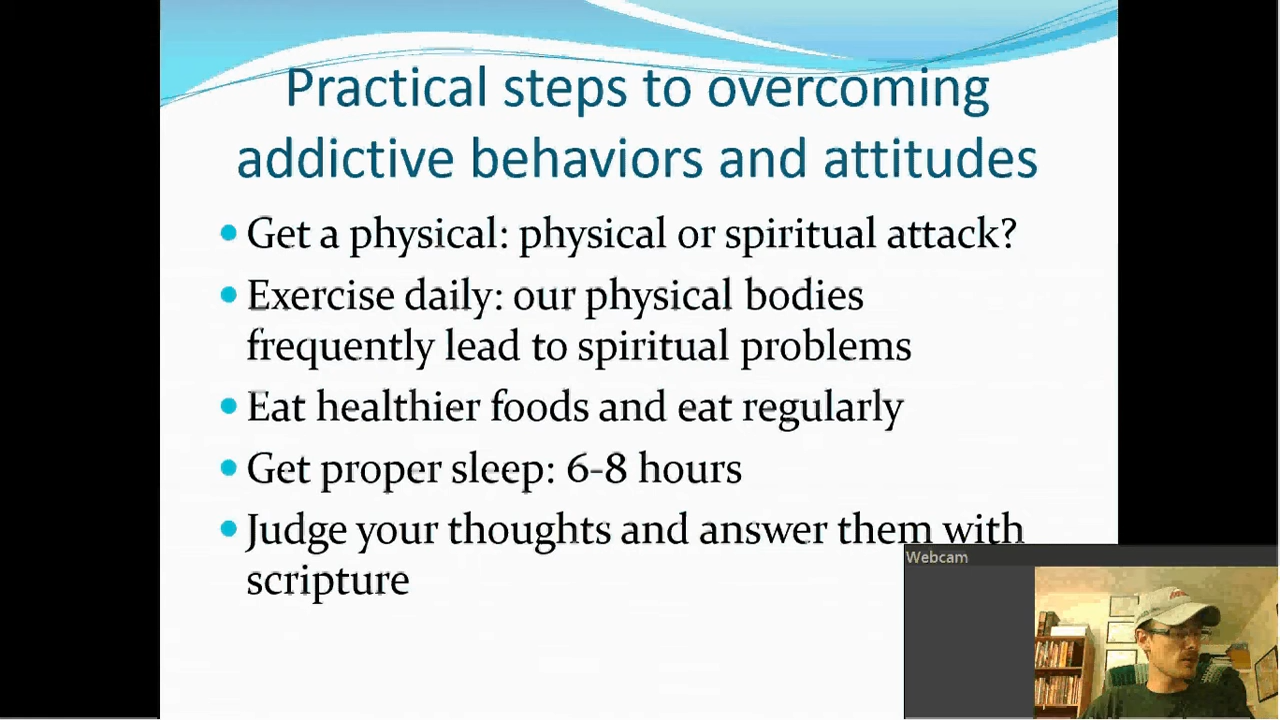 Practical steps to overcoming
addictive behaviors and attitudes
• Get a physical: physical or spiritual attack?
• Exercise daily: our physical bodies
frequently lead to spiritual problems
• Eat healthier foods and eat regularly
• Get proper sleep: 6-8 hours
• Judge your thoughts and answer them with
scripture
Webcam